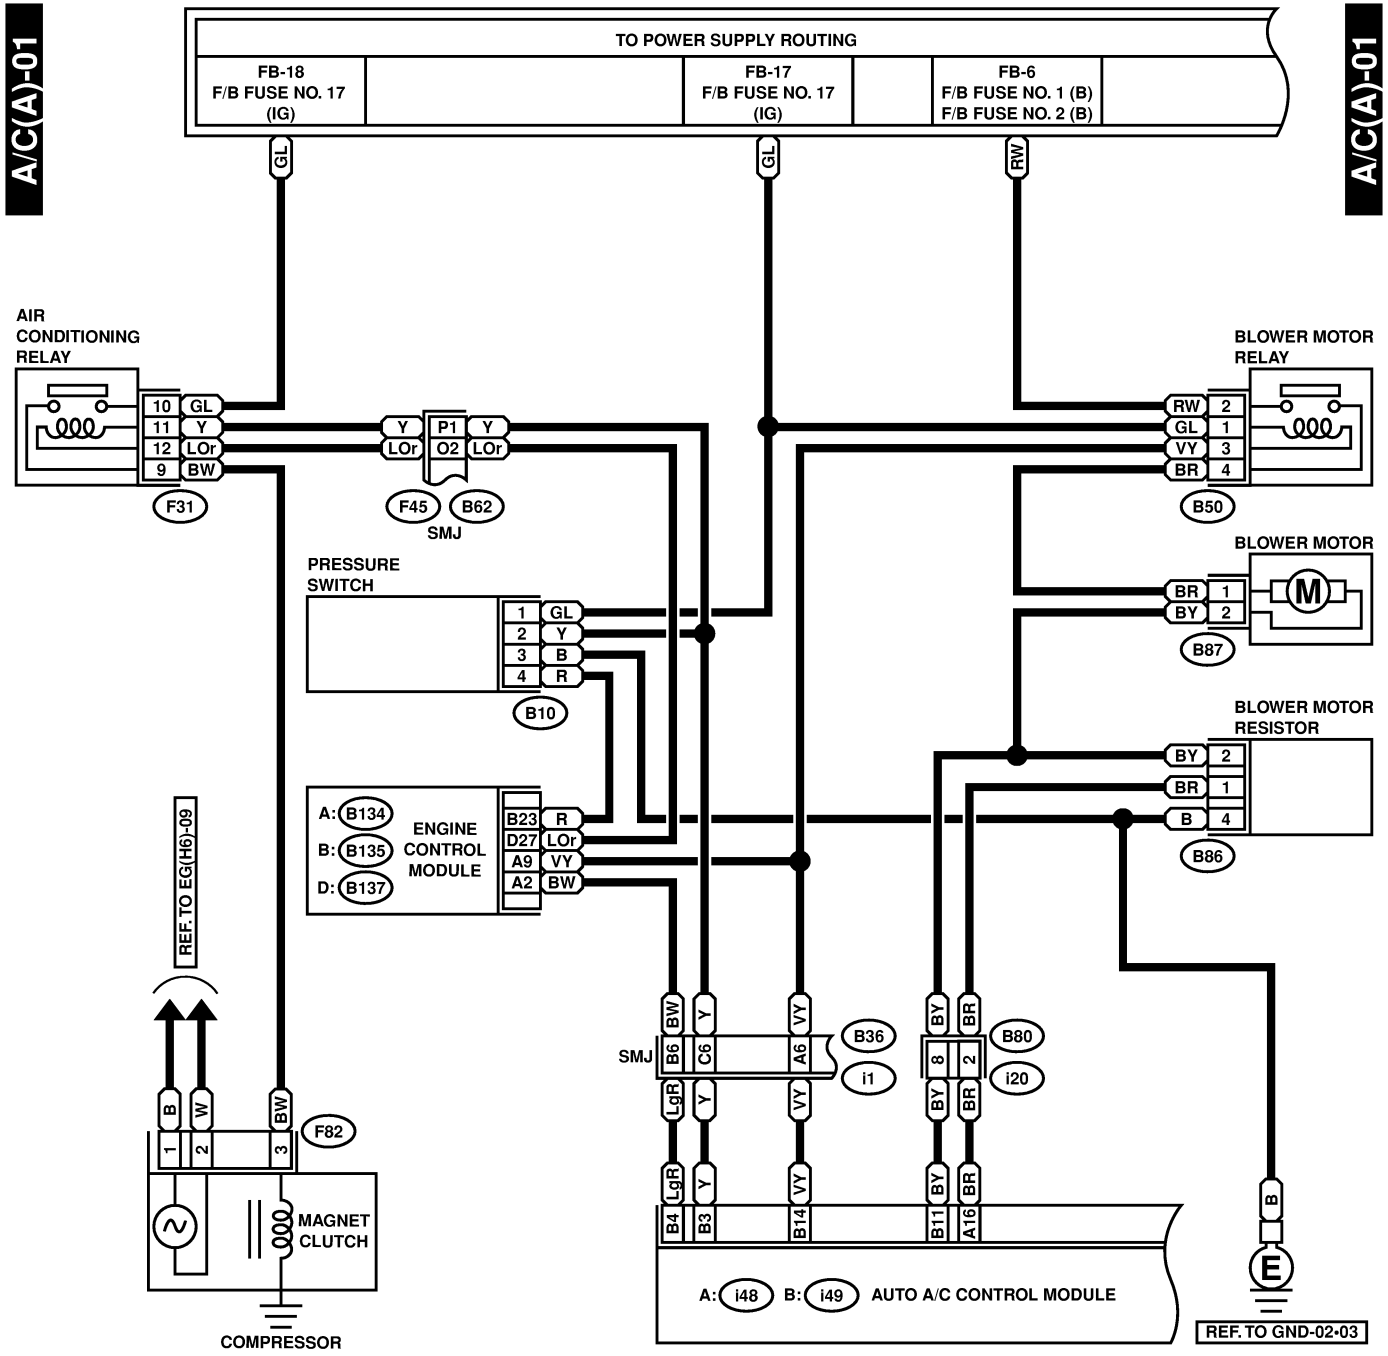 A/C(A)-01
A/C(A)-01
TO POWER SUPPLY ROUTING
FB-18
F/B FUSE NO. 17
(IG)
FB-17
F/B FUSE NO. 17
(IG)
FB-6
F/B FUSE NO. 1 (B)
F/B FUSE NO. 2 (B)
GL
GL
RW
AIR
CONDITIONING
RELAY
10 GL
11 Y
12 LOr
9 BW
F31
Y P1 Y
LOr O2 LOr
F45 B62
SMJ
BLOWER MOTOR
RELAY
RW 2
GL 1
VY 3
BR 4
B50
BLOWER MOTOR
BR 1
BY 2
M
B87
PRESSURE
SWITCH
1 GL
2 Y
3 B
4 R
B10
BLOWER MOTOR
RESISTOR
BY 2
BR 1
B 4
B86
A: B134
B: B135
D: B137
ENGINE
CONTROL
MODULE
B23 R
D27 LOr
A9 VY
A2 BW
REF. TO EG(H6)-09
B W BW
1 2 3
F82
MAGNET
CLUTCH
COMPRESSOR
BW Y VY BY BR
SMJ
B6 C6 A6
B36
i1
8 2
B80
i20
LgR Y VY BY BR
LgR Y VY BY BR
B4 B3 B14 B11 A16
A: i48 B: i49 AUTO A/C CONTROL MODULE
B
E
REF. TO GND-02•03